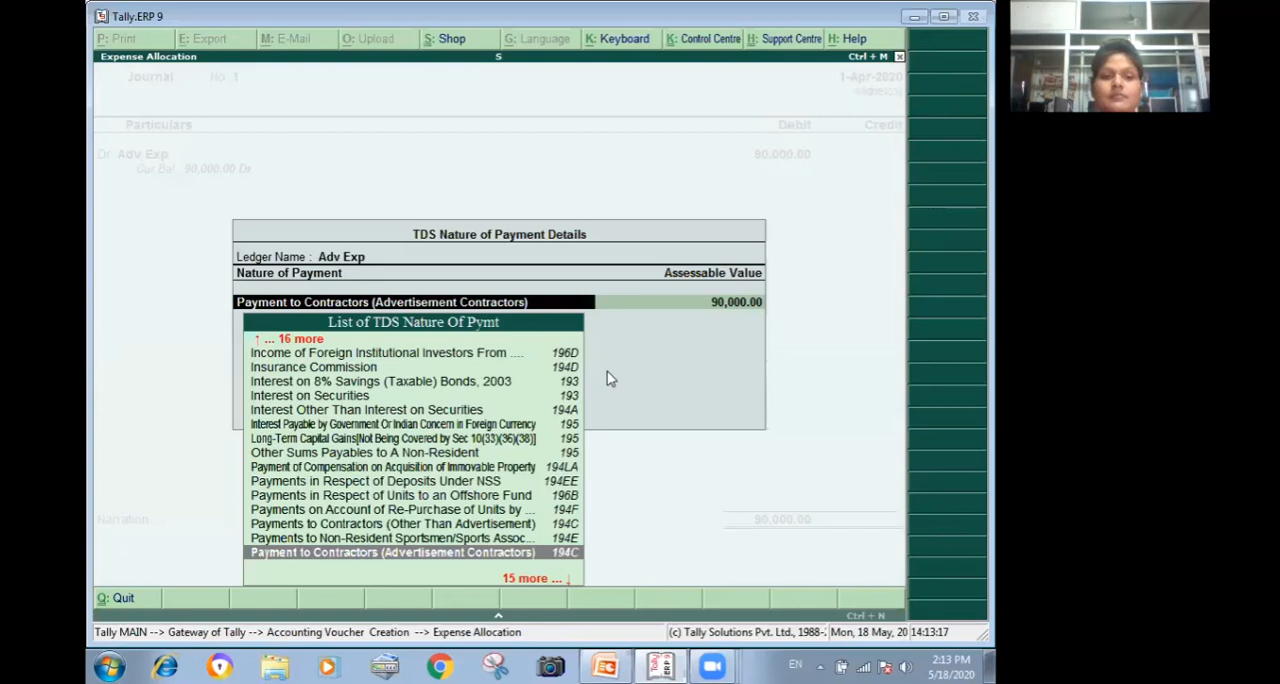 Tally.ERP 9
P: Print E: Export M: E-Mail O: Upload S: Shop G: Language K: Keyboard K: Control Centre H: Support Centre H: Help
Expense Allocation S Ctrl + M
Journal No. 1 1-Apr-2020
Particulars Debit Credit
Dr Adv Exp 90,000.00
Cur Bal: 90,000.00 Dr
TDS Nature of Payment Details
Ledger Name : Adv Exp
Nature of Payment Assessable Value
Payment to Contractors (Advertisement Contractors) 90,000.00
List of TDS Nature Of Pymt
↑ ... 16 more
Income of Foreign Institutional Investors From .... 196D
Insurance Commission 194D
Interest on 8% Savings (Taxable) Bonds, 2003 193
Interest on Securities 193
Interest Other Than Interest on Securities 194A
Interest Payable by Government Or Indian Concern in Foreign Currency 195
Long-Term Capital Gains[Not Being Covered by Sec 10(33)(36)(38)] 195
Other Sums Payables to A Non-Resident 195
Payment of Compensation on Acquisition of Immovable Property 194LA
Payments in Respect of Deposits Under NSS 194EE
Payments in Respect of Units to an Offshore Fund 196B
Payments on Account of Re-Purchase of Units by ... 194F
Payments to Contractors (Other Than Advertisement) 194C
Payments to Non-Resident Sportsmen/Sports Assoc... 194E
Payment to Contractors (Advertisement Contractors) 194C
15 more ... ↓
Narration: 90,000.00
Q: Quit
Ctrl + N
Tally MAIN --> Gateway of Tally --> Accounting Voucher Creation --> Expense Allocation (c) Tally Solutions Pvt. Ltd., 1988-2 Mon, 18 May, 20 14:13:17
EN 2:13 PM
5/18/2020